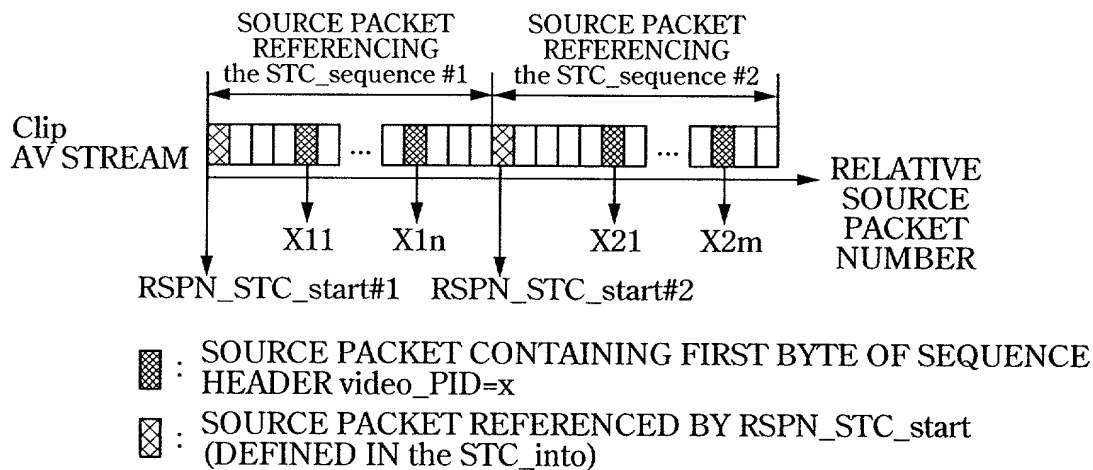 SOURCE PACKET
REFERENCING
the STC_sequence #1
SOURCE PACKET
REFERENCING
the STC_sequence #2
Clip
AV STREAM
...
...
RELATIVE
SOURCE
PACKET
NUMBER
X11
X1n
X21
X2m
RSPN_STC_start#1
RSPN_STC_start#2
: SOURCE PACKET CONTAINING FIRST BYTE OF SEQUENCE
HEADER video_PID=x
: SOURCE PACKET REFERENCED BY RSPN_STC_start
(DEFINED IN the STC_into)